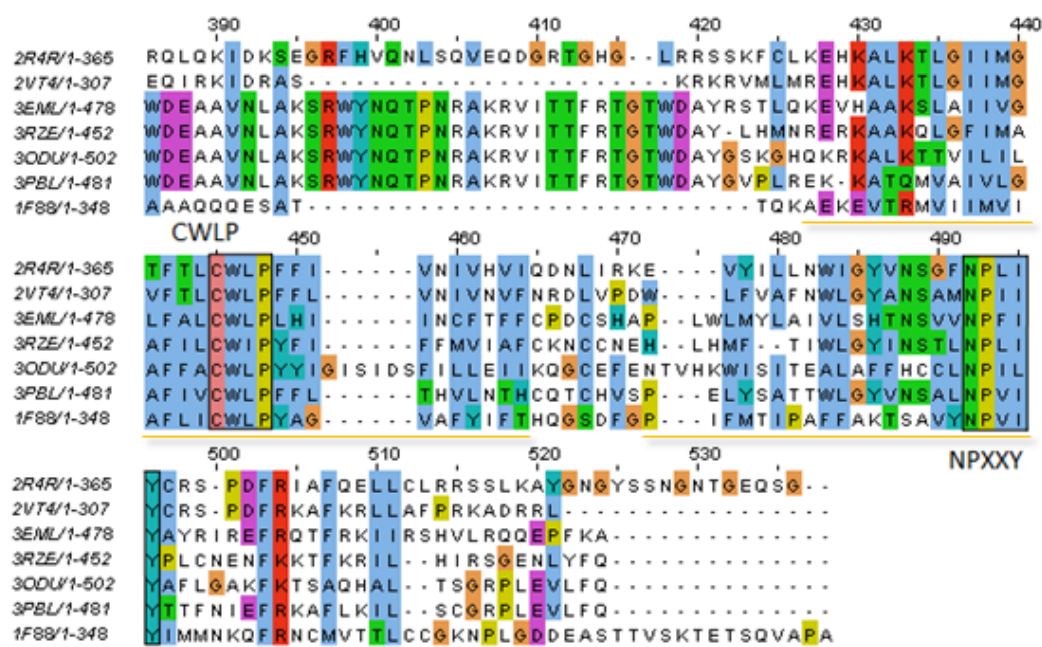 390 400 410 420 430 440
2R4R/1-365 RQLQKIDKSEGRFHVQNLSQVEQDGRTGHG--LRRSSKFCLKEHKALKTLGIIMG
2VT4/1-307 EQIRKIDRAS-----------------------KRKRVMLMREHKALKTLGIIMG
3EML/1-478 WDEAAVNLAKSRWYNQTPNRAKRVITTFRTGTWDAYRSTLQKEVHAAKSLAIIVG
3RZE/1-452 WDEAAVNLAKSRWYNQTPNRAKRVITTFRTGTWDAY-LHMNRERKAAKQLGFIMA
3ODU/1-502 WDEAAVNLAKSRWYNQTPNRAKRVITTFRTGTWDAYGSKGHQKRKALKTTVILIL
3PBL/1-481 WDEAAVNLAKSRWYNQTPNRAKRVITTFRTGTWDAYGVPLREK-KATQMVAIVLG
1F88/1-348 AAAQQQESAT----------------------------TQKAEKEVTRMVIIMVI
CWLP
450 460 470 480 490
2R4R/1-365 TFTLCWLPFFI------VNIVHVIQDNLIRKE----VYILLNWIGYVNSGFNPLI
2VT4/1-307 VFTLCWLPFFL------VNIVNVFNRDLVPDW----LFVAFNWLGYANSAMNPII
3EML/1-478 LFALCWLPLHI------INCFTFFCPDCSHAP--LWLMYLAIVLSHTNSVVNPFI
3RZE/1-452 AFILCWIPYFI------FFMVIAFCKNCCNEH--LHMF--TIWLGYINSTLNPLI
3ODU/1-502 AFFACWLPYYIGISIDSFILLEIIKQGCEFENTVHKWISITEALAFFHCCLNPIL
3PBL/1-481 AFIVCWLPFFL------THVLNTHCQTCHVSP---ELYSATTWLGYVNSALNPVI
1F88/1-348 AFLICWLPYAG------VAFYIFTHQGSDFGP---IFMTIPAFFAKTSAVYNPVI
NPXXY
500 510 520 530
2R4R/1-365 YCRS-PDFRIAFQELLCLRRSSLKAYGNGYSSNGNTGEQSG--
2VT4/1-307 YCRS-PDFRKAFKRLLAFPRKADRRL-----------------
3EML/1-478 YAYRIREFRQTFRKIIRSHVLRQQEPFKA--------------
3RZE/1-452 YPLCNENFKKTFKRIL--HIRSGENLYFQ--------------
3ODU/1-502 YAFLGAKFKTSAQHAL--TSGRPLEVLFQ--------------
3PBL/1-481 YTTFNIEFRKAFLKIL--SCGRPLEVLFQ--------------
1F88/1-348 YIMMNKQFRNCMVTTLCCGKNPLGDDEASTTVSKTETSQVAPA